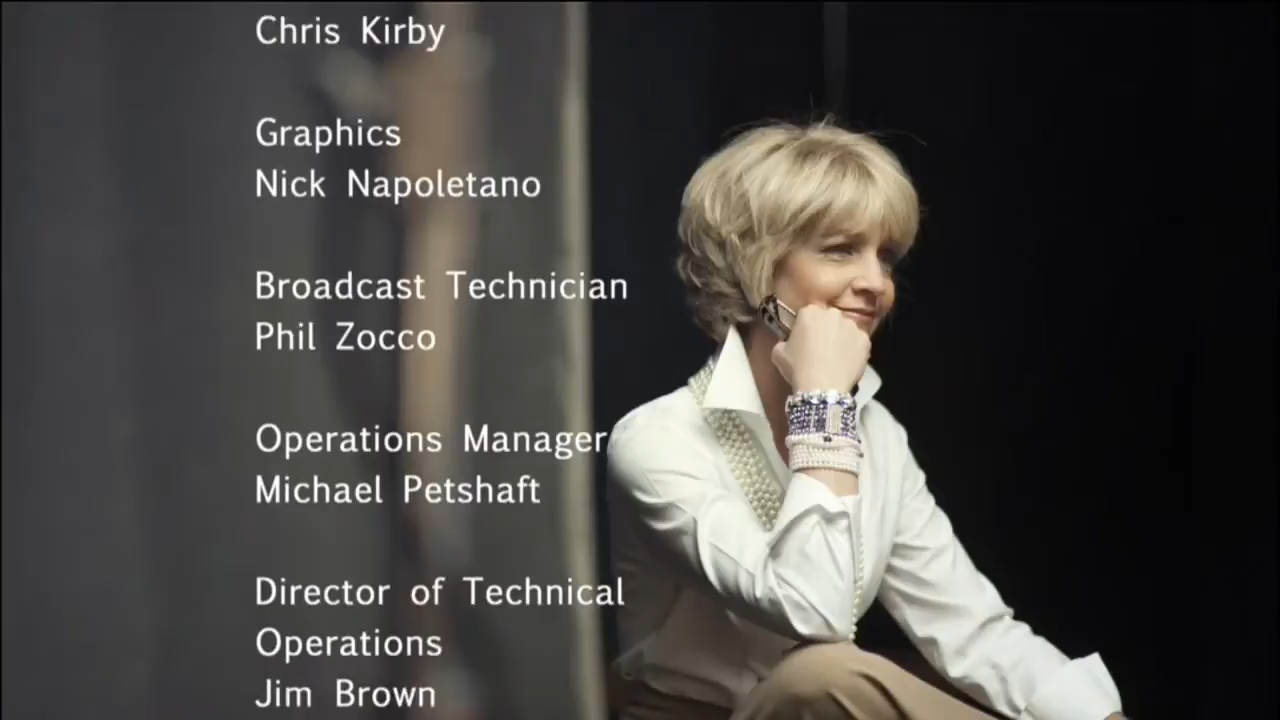 Chris Kirby
Graphics
Nick Napoletano
Broadcast Technician
Phil Zocco
Operations Manager
Michael Petshaft
Director of Technical
Operations
Jim Brown